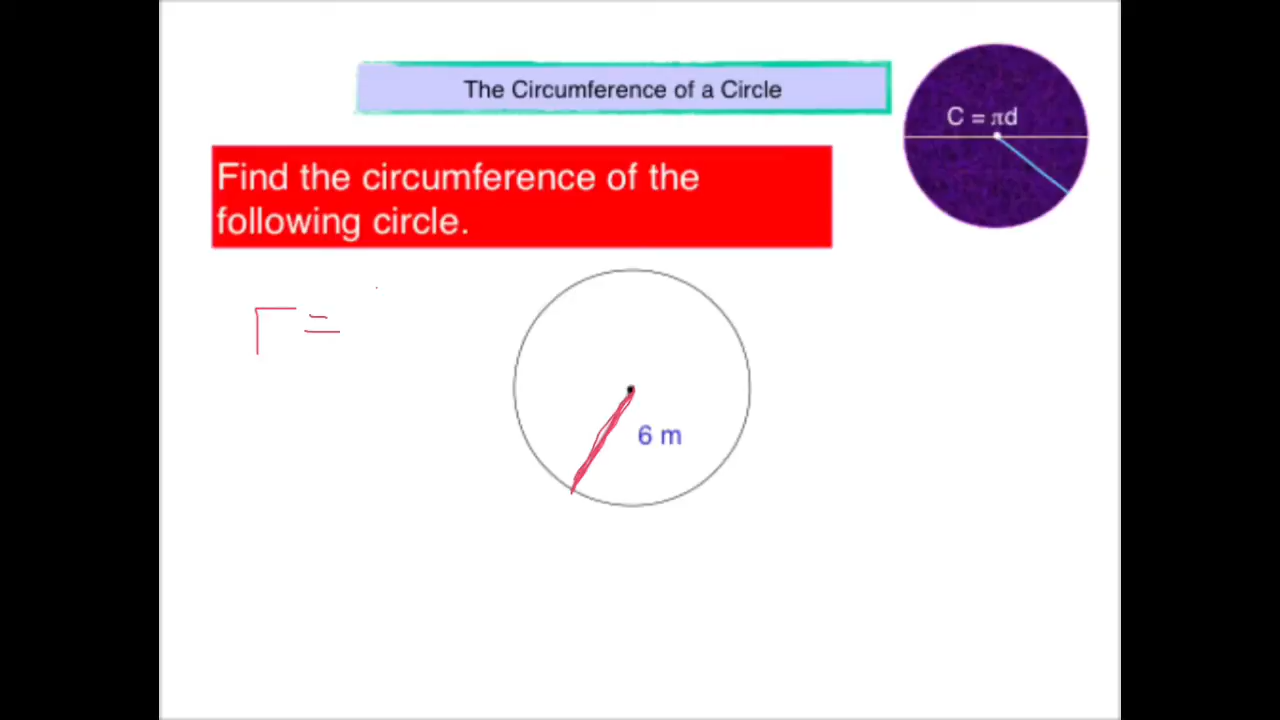 The Circumference of a Circle
C = πd
Find the circumference of the
following circle.
r =
6 m